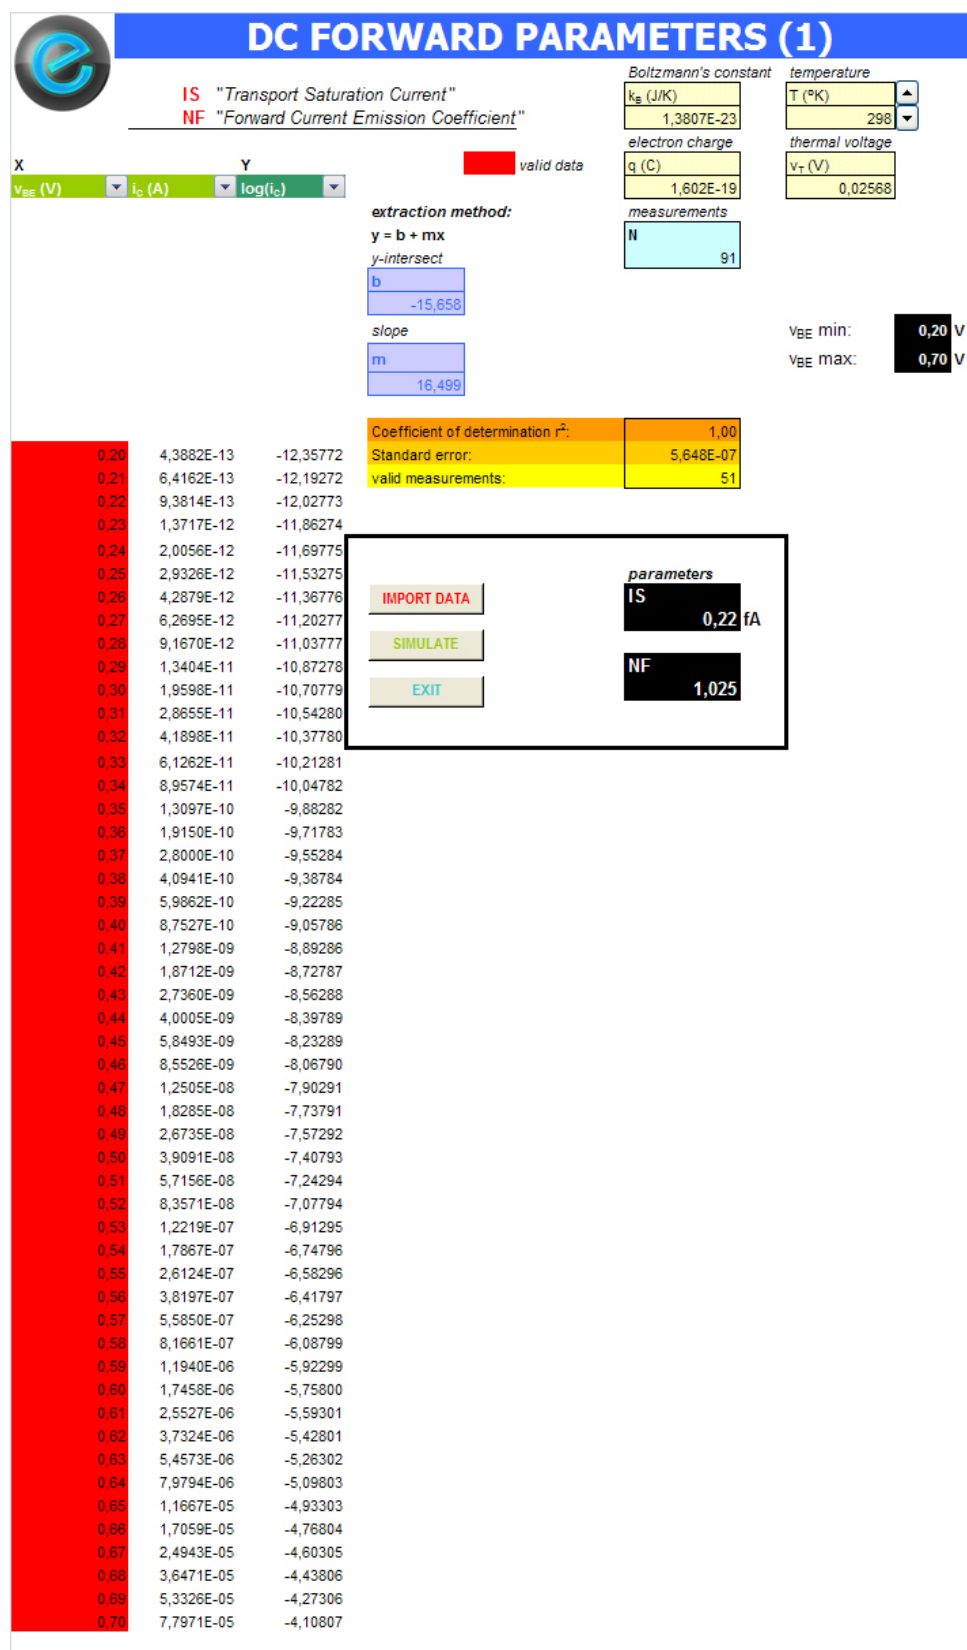 DC FORWARD PARAMETERS (1)
IS "Transport Saturation Current"
NF "Forward Current Emission Coefficient"
Boltzmann's constant temperature
kB (J/K) T (ºK)
1,3807E-23 298
electron charge thermal voltage
q (C) vT (V)
1,602E-19 0,02568
valid data
X Y
vBE (V) iC (A) log(iC)
extraction method: measurements
y = b + mx N
y-intersect 91
b
-15,658
slope
m
16,499
vBE min: 0,20 V
vBE max: 0,70 V
Coefficient of determination r²: 1,00
Standard error: 5,648E-07
valid measurements: 51
0,20 4,3882E-13 -12,35772
0,21 6,4162E-13 -12,19272
0,22 9,3814E-13 -12,02773
0,23 1,3717E-12 -11,86274
0,24 2,0056E-12 -11,69775
0,25 2,9326E-12 -11,53275
0,26 4,2879E-12 -11,36776
0,27 6,2695E-12 -11,20277
0,28 9,1670E-12 -11,03777
0,29 1,3404E-11 -10,87278
0,30 1,9598E-11 -10,70779
0,31 2,8655E-11 -10,54280
0,32 4,1898E-11 -10,37780
0,33 6,1262E-11 -10,21281
0,34 8,9574E-11 -10,04782
0,35 1,3097E-10 -9,88282
0,36 1,9150E-10 -9,71783
0,37 2,8000E-10 -9,55284
0,38 4,0941E-10 -9,38784
0,39 5,9862E-10 -9,22285
0,40 8,7527E-10 -9,05786
0,41 1,2798E-09 -8,89286
0,42 1,8712E-09 -8,72787
0,43 2,7360E-09 -8,56288
0,44 4,0005E-09 -8,39789
0,45 5,8493E-09 -8,23289
0,46 8,5526E-09 -8,06790
0,47 1,2505E-08 -7,90291
0,48 1,8285E-08 -7,73791
0,49 2,6735E-08 -7,57292
0,50 3,9091E-08 -7,40793
0,51 5,7156E-08 -7,24294
0,52 8,3571E-08 -7,07794
0,53 1,2219E-07 -6,91295
0,54 1,7867E-07 -6,74796
0,55 2,6124E-07 -6,58296
0,56 3,8197E-07 -6,41797
0,57 5,5850E-07 -6,25298
0,58 8,1661E-07 -6,08799
0,59 1,1940E-06 -5,92299
0,60 1,7458E-06 -5,75800
0,61 2,5527E-06 -5,59301
0,62 3,7324E-06 -5,42801
0,63 5,4573E-06 -5,26302
0,64 7,9794E-06 -5,09803
0,65 1,1667E-05 -4,93303
0,66 1,7059E-05 -4,76804
0,67 2,4943E-05 -4,60305
0,68 3,6471E-05 -4,43806
0,69 5,3326E-05 -4,27306
0,70 7,7971E-05 -4,10807
IMPORT DATA
SIMULATE
EXIT
parameters
IS
0,22 fA
NF
1,025